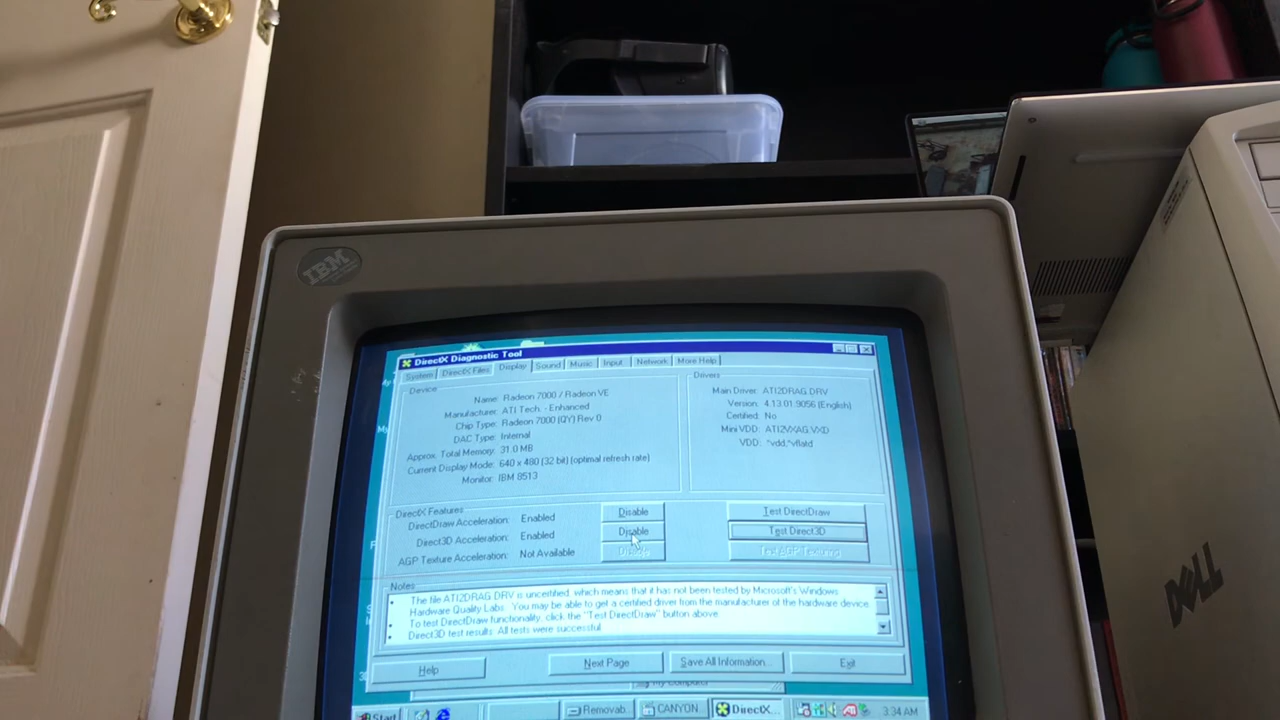 IBM
DirectX Diagnostic Tool
System DirectX Files Display Sound Music Input Network More Help
Device
Name: Radeon 7000 / Radeon VE
Manufacturer: ATI Tech. - Enhanced
Chip Type: Radeon 7000 (QY) Rev 0
DAC Type: Internal
Approx. Total Memory: 31.0 MB
Current Display Mode: 640 x 480 (32 bit) (optimal refresh rate)
Monitor: IBM 8513
Drivers
Main Driver: ATI2DRAG.DRV
Version: 4.13.01.9056 (English)
Certified: No
Mini VDD: ATI2VXAG.VXD
VDD: *vdd,*vflatd
DirectX Features
DirectDraw Acceleration: Enabled Disable Test DirectDraw
Direct3D Acceleration: Enabled Disable Test Direct3D
AGP Texture Acceleration: Not Available Disable Test AGP Texturing
Notes
The file ATI2DRAG.DRV is uncertified, which means that it has not been tested by Microsoft's Windows
Hardware Quality Labs. You may be able to get a certified driver from the manufacturer of the hardware device.
To test DirectDraw functionality, click the "Test DirectDraw" button above.
Direct3D test results: All tests were successful.
Help Next Page Save All Information... Exit
My Computer
Start Removab... CANYON DirectX... 3:34 AM
DELL